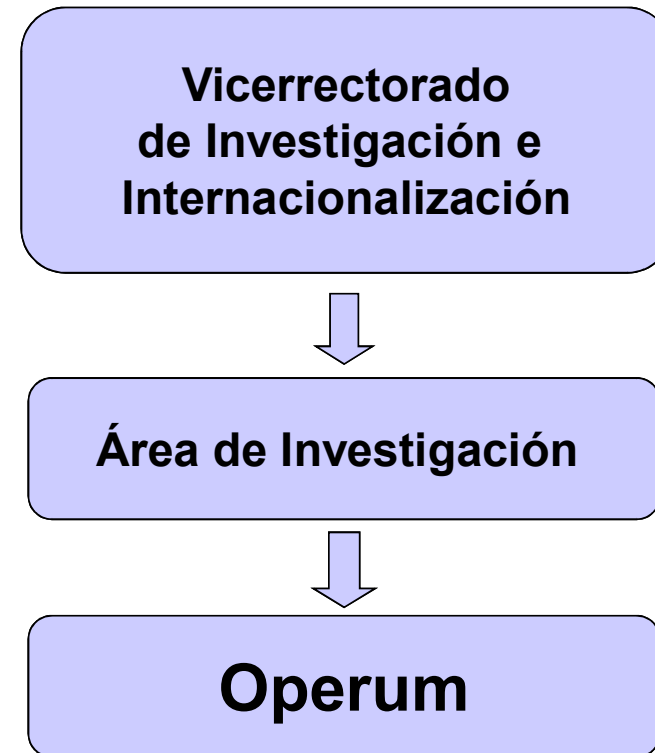 Vicerrectorado
de Investigación e
Internacionalización
Área de Investigación
Operum